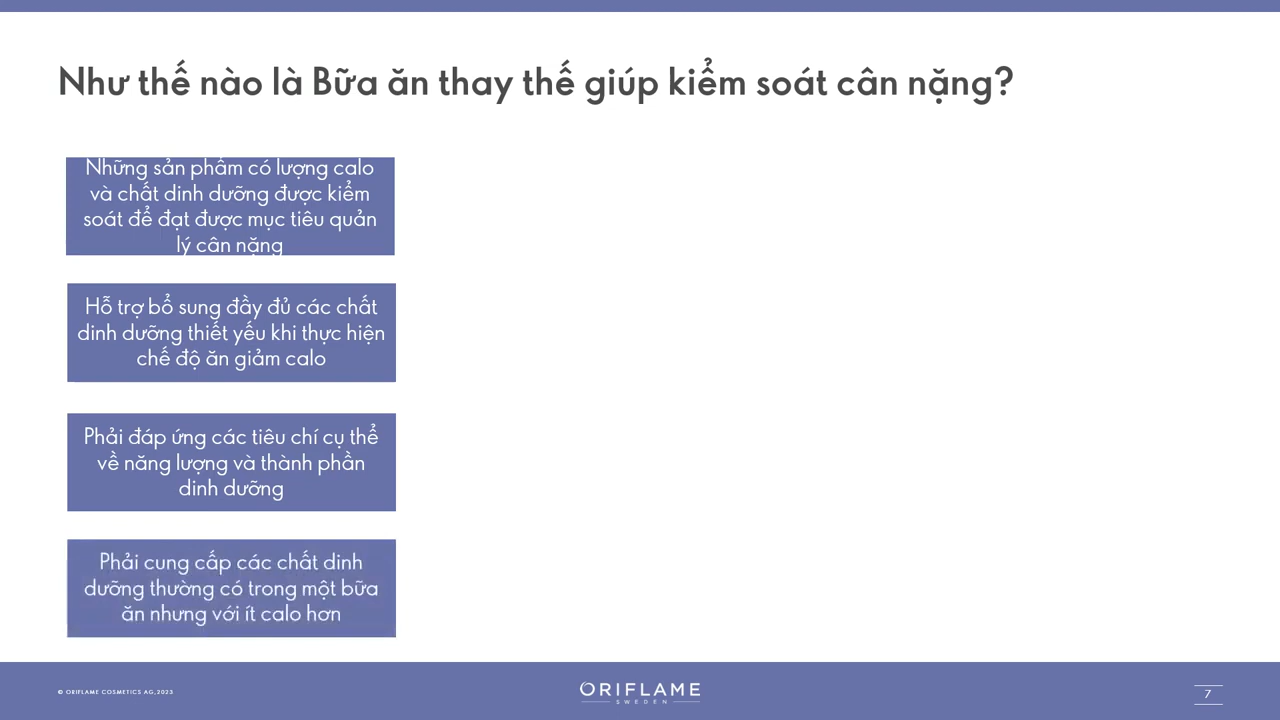 Như thế nào là Bữa ăn thay thế giúp kiểm soát cân nặng?
Những sản phẩm có lượng calo
và chất dinh dưỡng được kiểm
soát để đạt được mục tiêu quản
lý cân nặng
Hỗ trợ bổ sung đầy đủ các chất
dinh dưỡng thiết yếu khi thực hiện
chế độ ăn giảm calo
Phải đáp ứng các tiêu chí cụ thể
về năng lượng và thành phần
dinh dưỡng
Phải cung cấp các chất dinh
dưỡng thường có trong một bữa
ăn nhưng với ít calo hơn
© ORIFLAME COSMETICS AG, 2023
ORIFLAME
SWEDEN
7